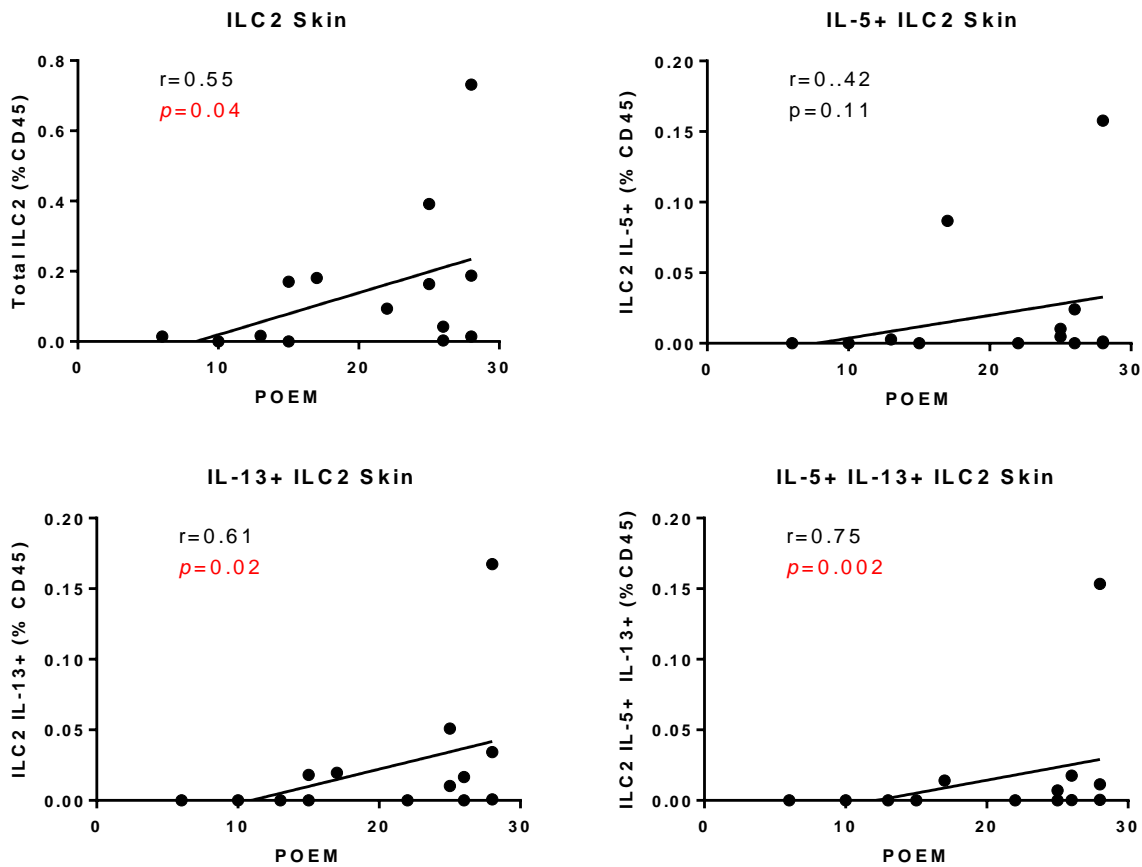 ILC2 Skin
r=0.55
p=0.04
Total ILC2 (%CD45)
0.8
0.6
0.4
0.2
0.0
0 10 20 30
POEM
IL-5+ ILC2 Skin
r=0..42
p=0.11
ILC2 IL-5+ (% CD45)
0.20
0.15
0.10
0.05
0.00
0 10 20 30
POEM
IL-13+ ILC2 Skin
r=0.61
p=0.02
ILC2 IL-13+ (% CD45)
0.20
0.15
0.10
0.05
0.00
0 10 20 30
POEM
IL-5+ IL-13+ ILC2 Skin
r=0.75
p=0.002
ILC2 IL-5+ IL-13+ (%CD45)
0.20
0.15
0.10
0.05
0.00
0 10 20 30
POEM